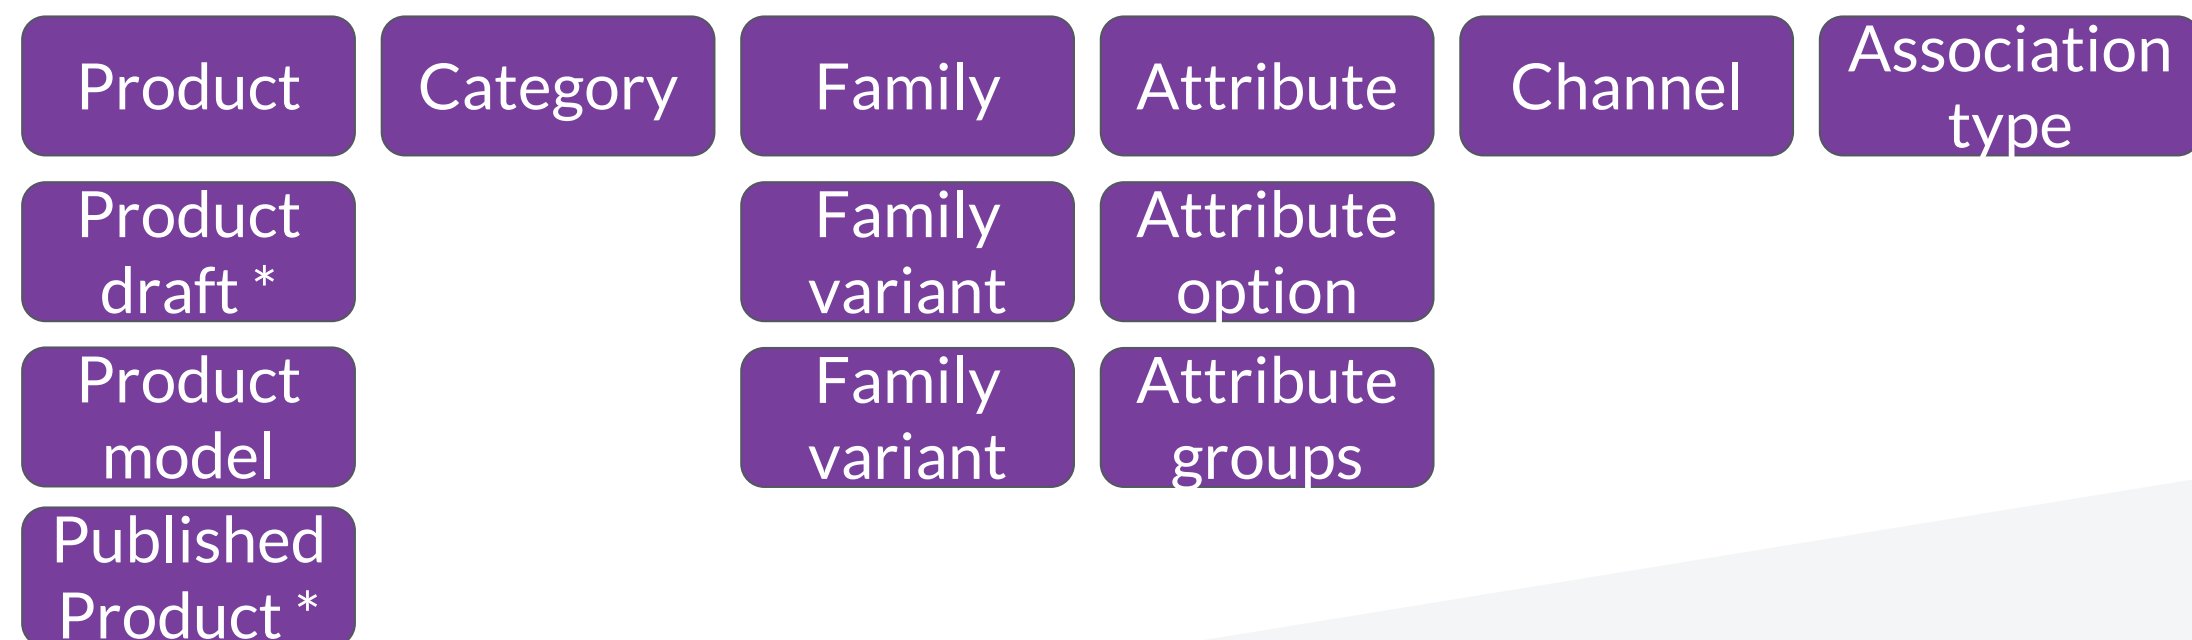 Product
Category
Family
Attribute
Channel
Association
type
Product
draft *
Family
variant
Attribute
option
Product
model
Family
variant
Attribute
groups
Published
Product *